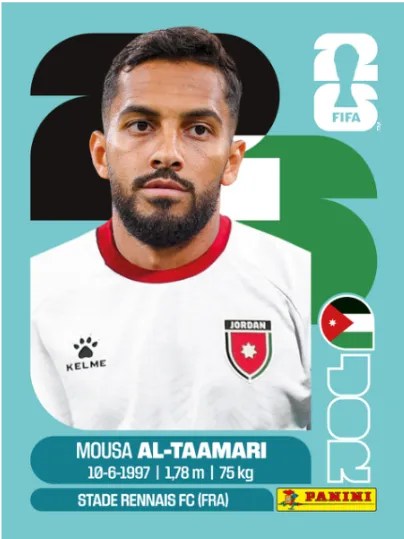 26
FIFA
JORDAN
KELME
JOR
MOUSA AL-TAAMARI
10-6-1997 | 1,78 m | 75 kg
STADE RENNAIS FC (FRA)
PANINI